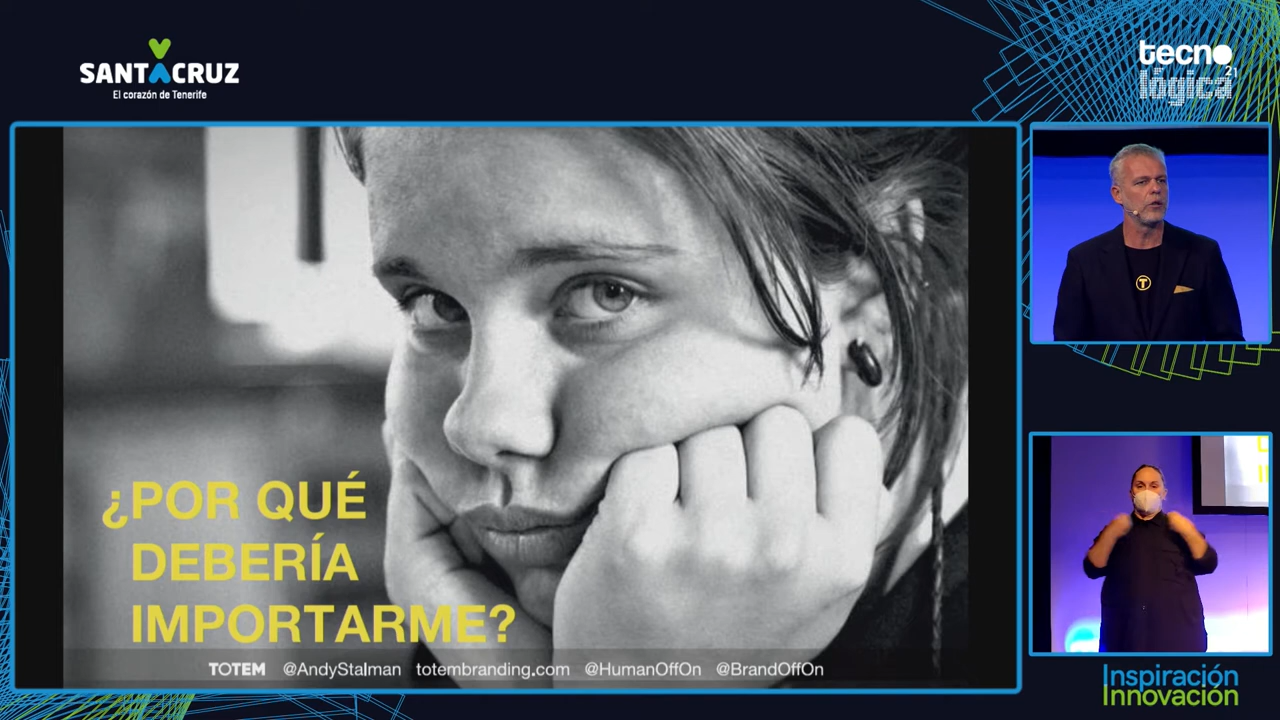 SANTACRUZ
El corazón de Tenerife
tecno
lógica
21
¿POR QUÉ
DEBERÍA
IMPORTARME?
TOTEM @AndyStalman totembranding.com @HumanOffOn @BrandOffOn
T
Inspiración
Innovación